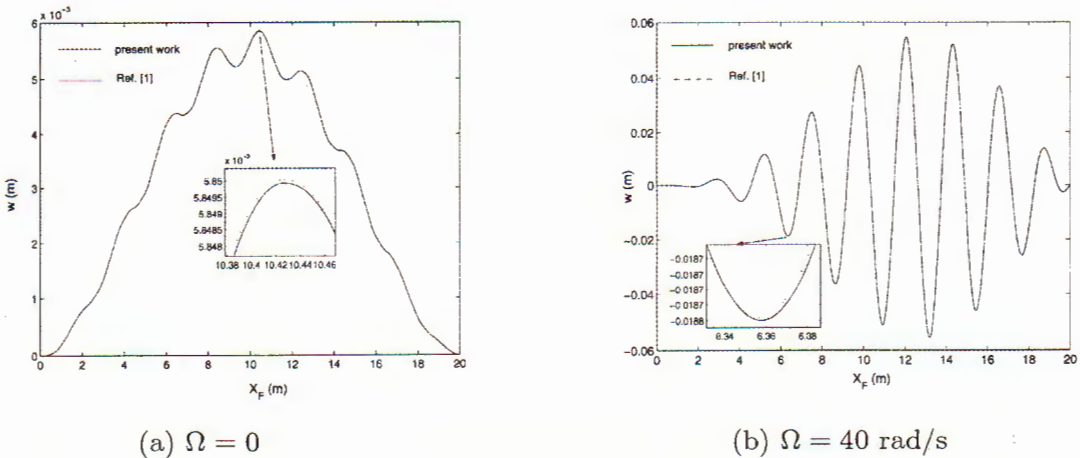 x 10⁻³
6
5
4
3
2
1
0
w (m)
present work
Ref. [1]
x 10⁻³
5.85
5.8495
5.849
5.8485
5.848
10.38 10.4 10.42 10.44 10.46
0 2 4 6 8 10 12 14 16 18 20
X_F (m)
(a) Ω = 0
0.06
0.04
0.02
0
−0.02
−0.04
−0.06
w (m)
present work
Ref. [1]
−0.0187
−0.0187
−0.0187
−0.0187
−0.0188
6.34 6.36 6.38
0 2 4 6 8 10 12 14 16 18 20
X_F (m)
(b) Ω = 40 rad/s